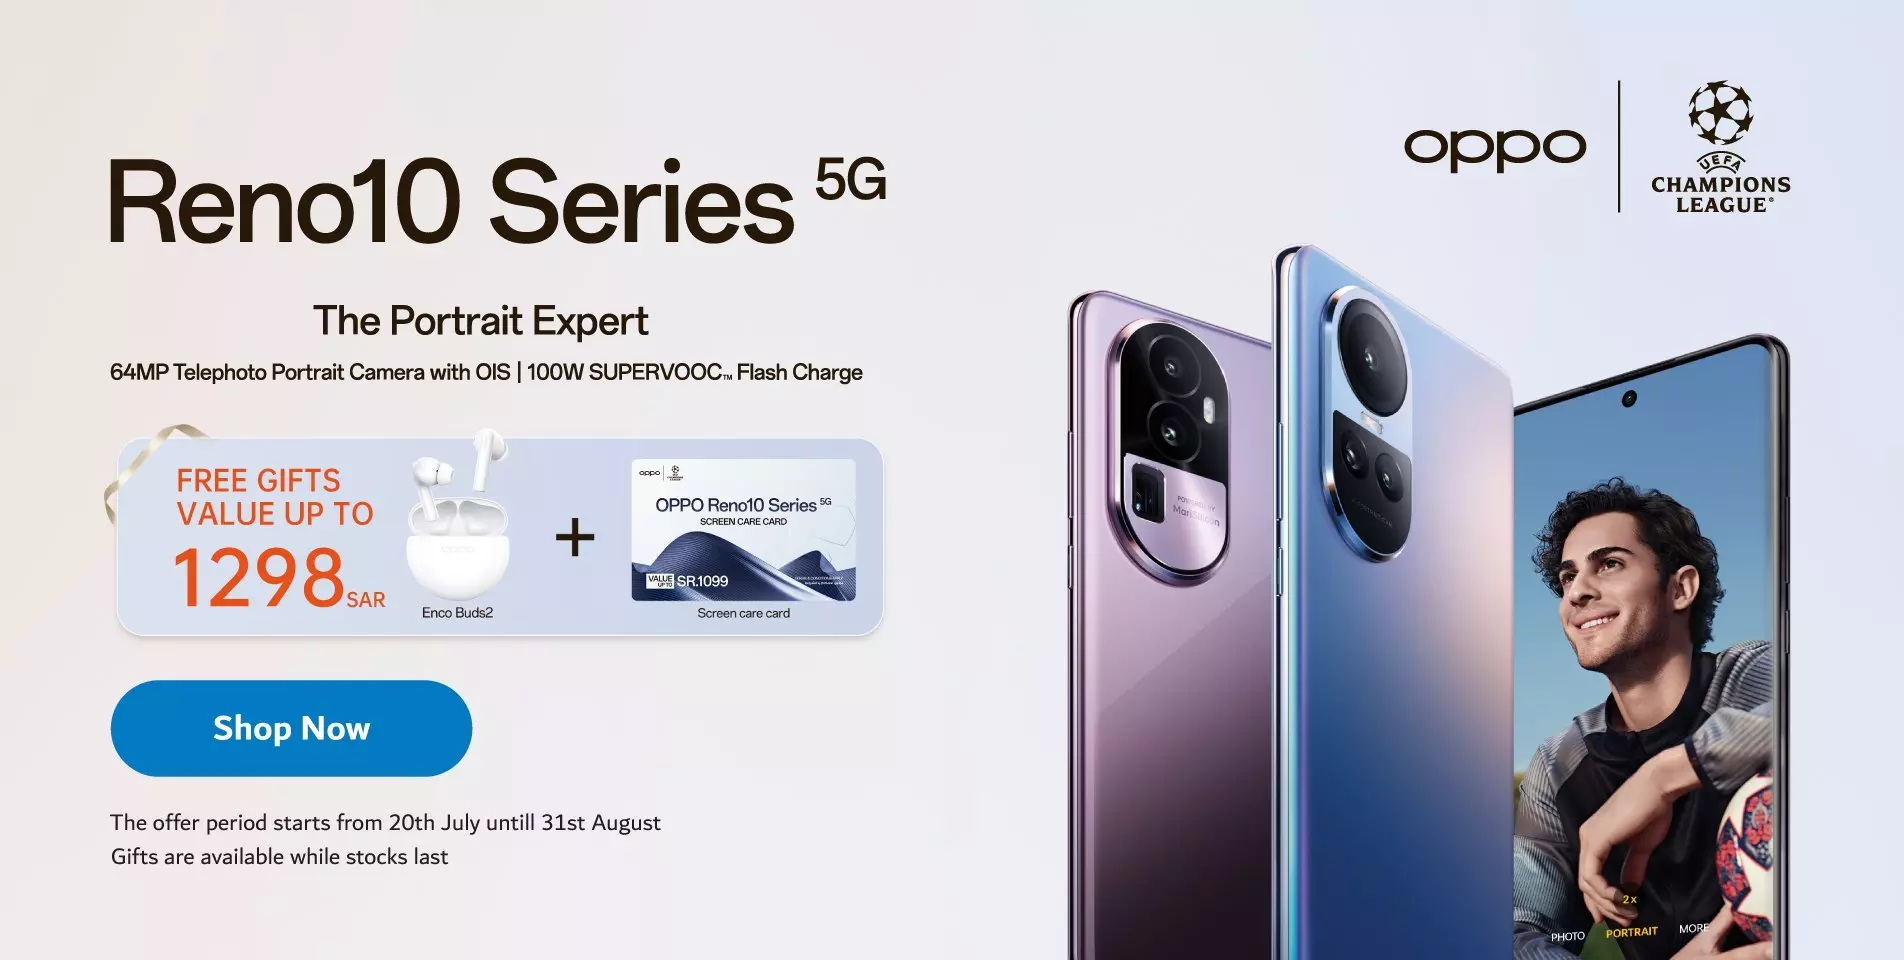 Reno10 Series 5G
The Portrait Expert
64MP Telephoto Portrait Camera with OIS | 100W SUPERVOOC™ Flash Charge
FREE GIFTS
VALUE UP TO
1298 SAR
Enco Buds2
+
oppo
OPPO Reno10 Series 5G
SCREEN CARE CARD
VALUE
UP TO
SR.1099
Screen care card
Shop Now
The offer period starts from 20th July untill 31st August
Gifts are available while stocks last
oppo
UEFA
CHAMPIONS
LEAGUE®
POWERED BY
MariSilicon
2x
PHOTO PORTRAIT MORE